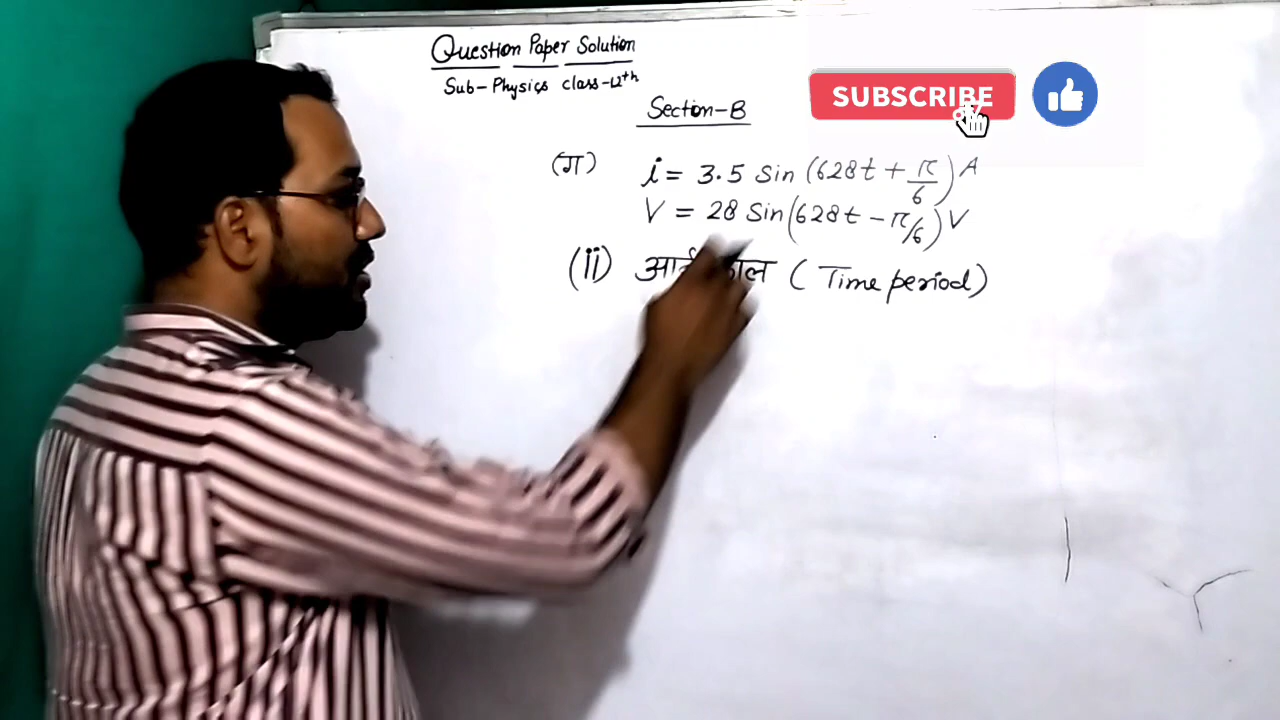 Question Paper Solution
Sub-Physics class-12th
Section-B
SUBSCRIBE
(ग) i = 3.5 Sin (628t + π/6) A
V = 28 Sin (628t - π/6) V
(ii) ( Time period)